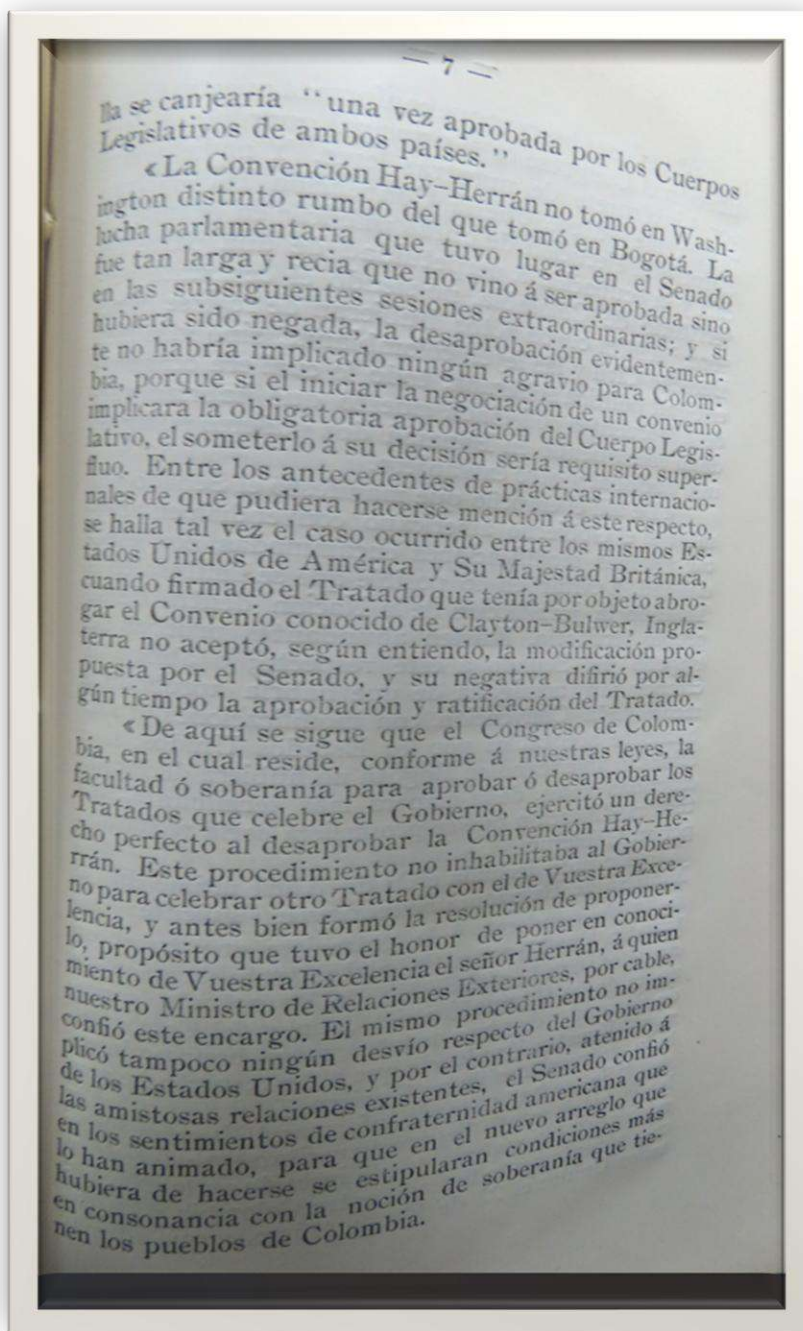 — 7 —
lla se canjearía “una vez aprobada por los Cuerpos
Legislativos de ambos países.”
«La Convención Hay–Herrán no tomó en Wash-
ington distinto rumbo del que tomó en Bogotá. La
lucha parlamentaria que tuvo lugar en el Senado
fue tan larga y recia que no vino á ser aprobada sino
en las subsiguientes sesiones extraordinarias; y si
hubiera sido negada, la desaprobación evidentemen-
te no habría implicado ningún agravio para Colom-
bia, porque si el iniciar la negociación de un convenio
implicara la obligatoria aprobación del Cuerpo Legis-
lativo, el someterlo á su decisión sería requisito super-
fluo. Entre los antecedentes de prácticas internacio-
nales de que pudiera hacerse mención á este respecto,
se halla tal vez el caso ocurrido entre los mismos Es-
tados Unidos de América y Su Majestad Británica,
cuando firmado el Tratado que tenía por objeto abro-
gar el Convenio conocido de Clayton–Bulwer, Ingla-
terra no aceptó, según entiendo, la modificación pro-
puesta por el Senado, y su negativa difirió por al-
gún tiempo la aprobación y ratificación del Tratado.
«De aquí se sigue que el Congreso de Colom-
bia, en el cual reside, conforme á nuestras leyes, la
facultad ó soberanía para aprobar ó desaprobar los
Tratados que celebre el Gobierno, ejercitó un dere-
cho perfecto al desaprobar la Convención Hay–He-
rrán. Este procedimiento no inhabilitaba al Gobier-
no para celebrar otro Tratado con el de Vuestra Exce-
lencia, y antes bien formó la resolución de proponer-
lo, propósito que tuvo el honor de poner en conoci-
miento de Vuestra Excelencia el señor Herrán, á quien
nuestro Ministro de Relaciones Exteriores, por cable,
confió este encargo. El mismo procedimiento no im-
plicó tampoco ningún desvío respecto del Gobierno
de los Estados Unidos, y por el contrario, atenido á
las amistosas relaciones existentes, el Senado confió
en los sentimientos de confraternidad americana que
lo han animado, para que en el nuevo arreglo que
hubiera de hacerse se estipularan condiciones más
en consonancia con la noción de soberanía que tie-
nen los pueblos de Colombia.